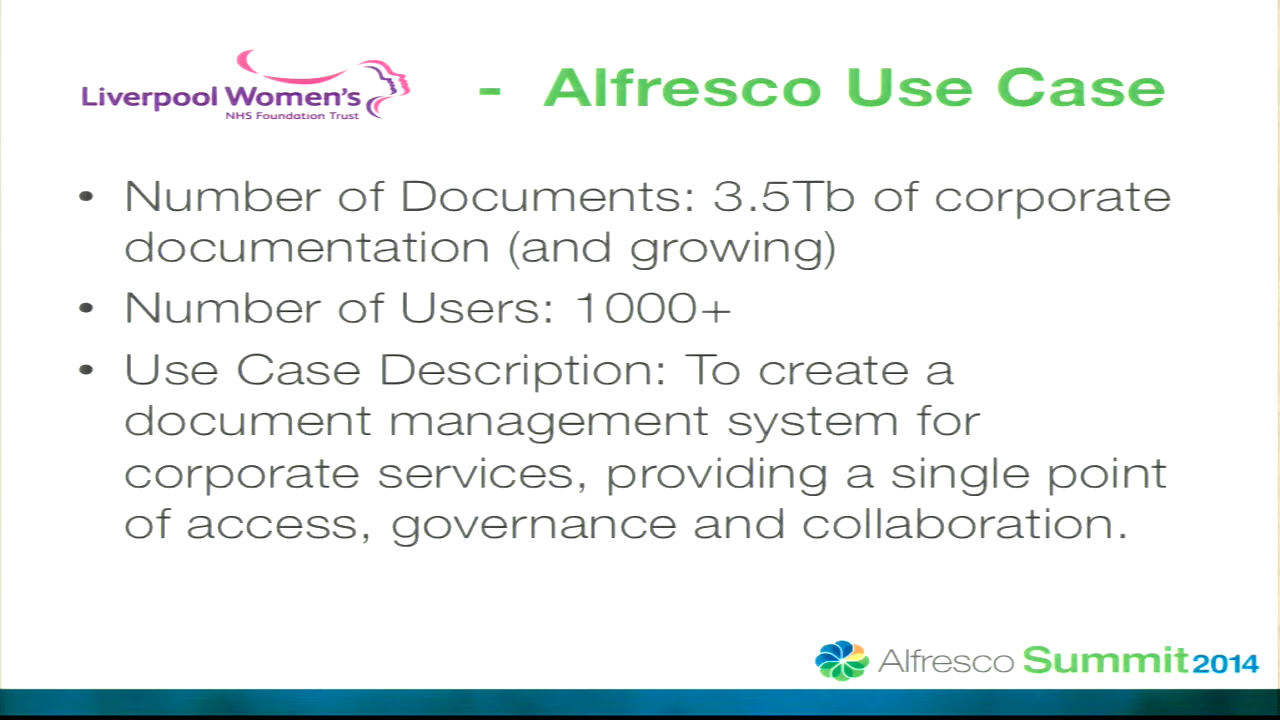 Liverpool Women's
NHS Foundation Trust
- Alfresco Use Case
• Number of Documents: 3.5Tb of corporate
documentation (and growing)
• Number of Users: 1000+
• Use Case Description: To create a
document management system for
corporate services, providing a single point
of access, governance and collaboration.
Alfresco Summit 2014